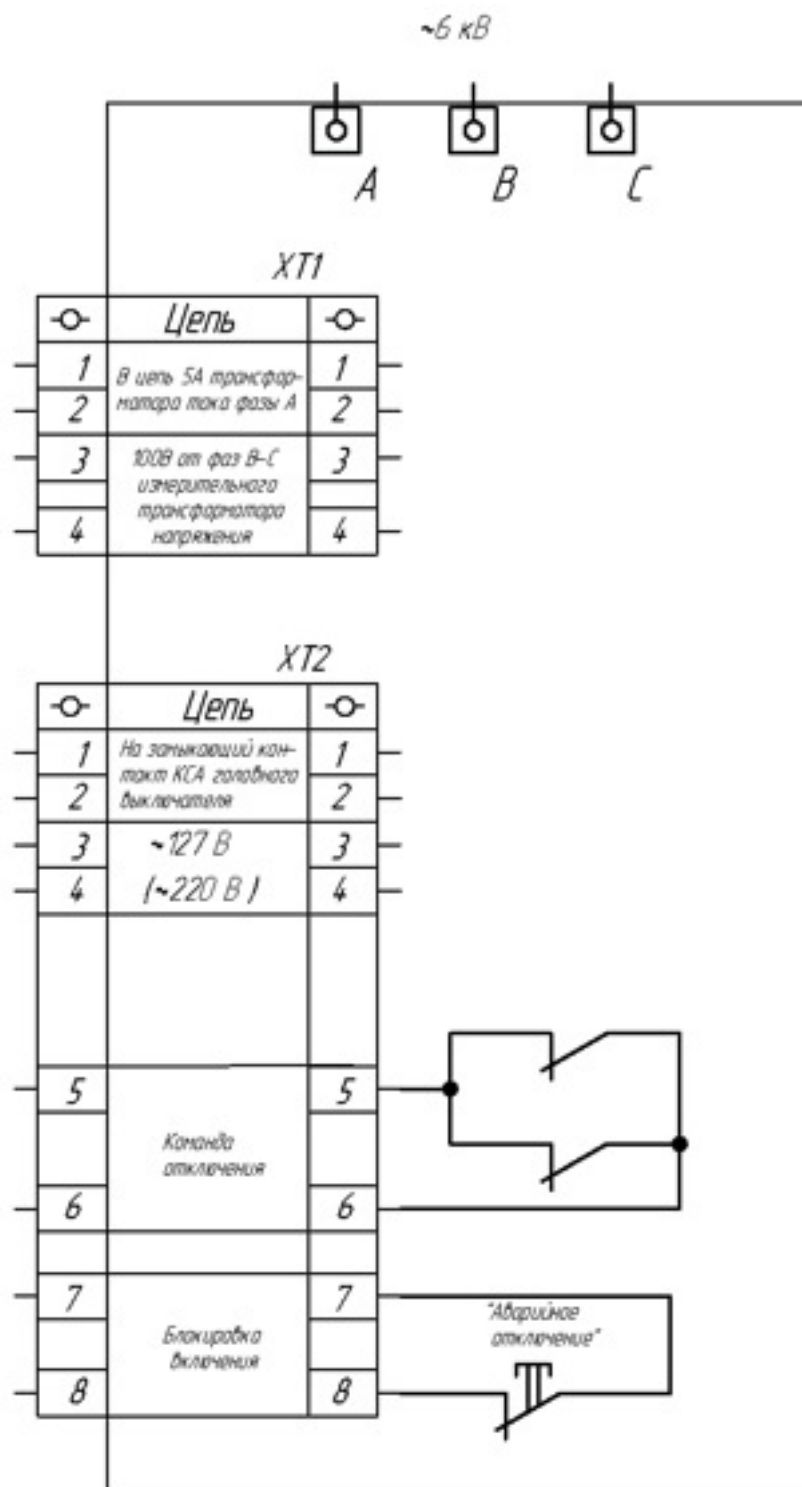 ~6 кВ
A
B
C
XT1
Цепь
1
В цепь 5А трансфор-
матора тока фазы А
1
2
2
3
100В от фаз В-С
измерительного
трансформатора
напряжения
3
4
4
XT2
Цепь
1
На замыкающий кон-
такт КСА головного
выключателя
1
2
2
3
~127 В
3
4
(~220 В)
4
5
5
Команда
отключения
6
6
7
7
"Аварийное
отключение"
Блокировка
включения
8
8